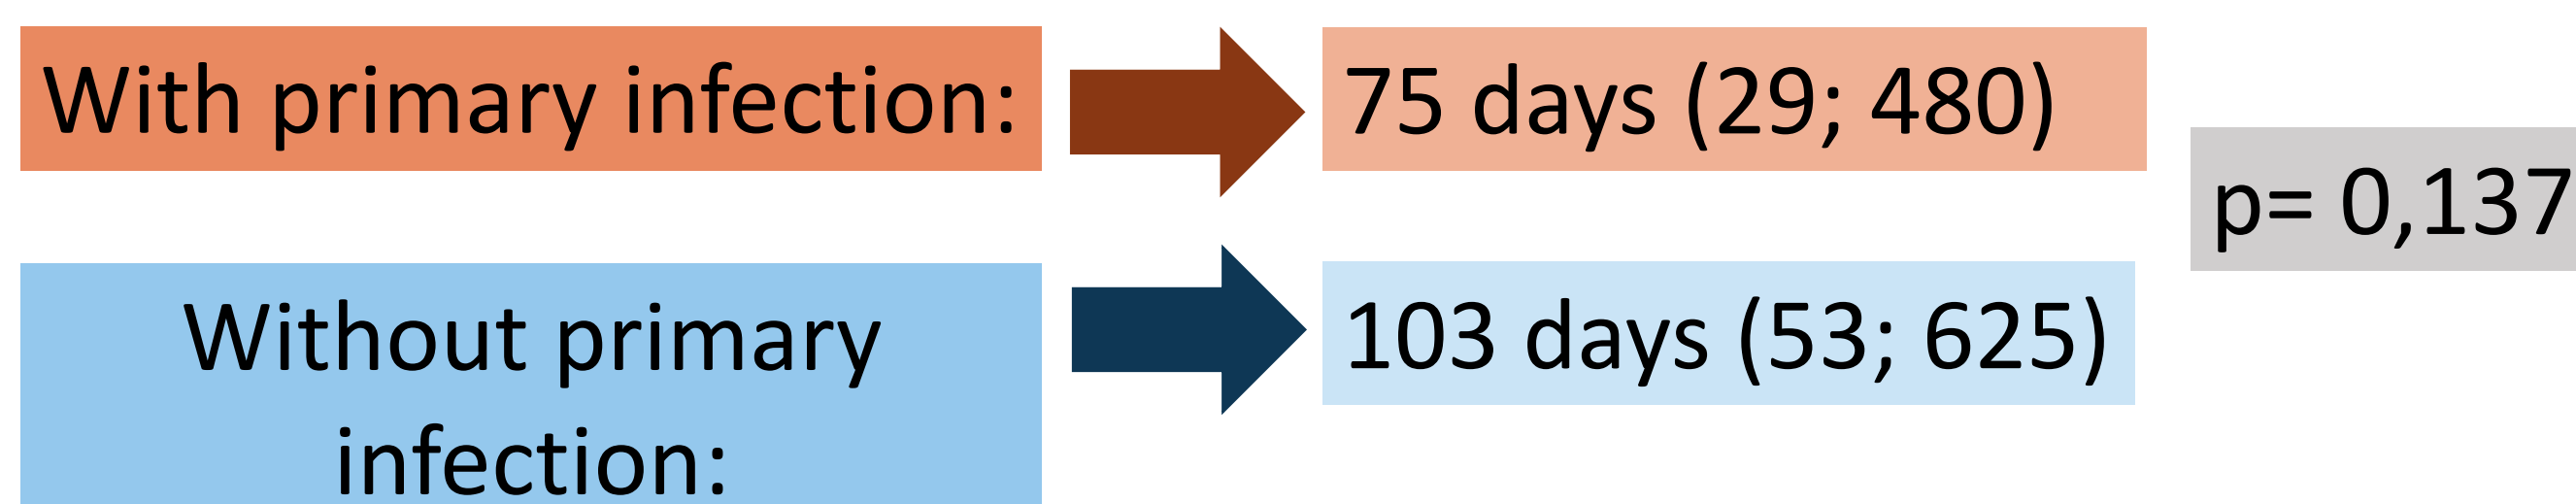 With primary infection:
75 days (29; 480)
p= 0,137
Without primary
infection:
103 days (53; 625)